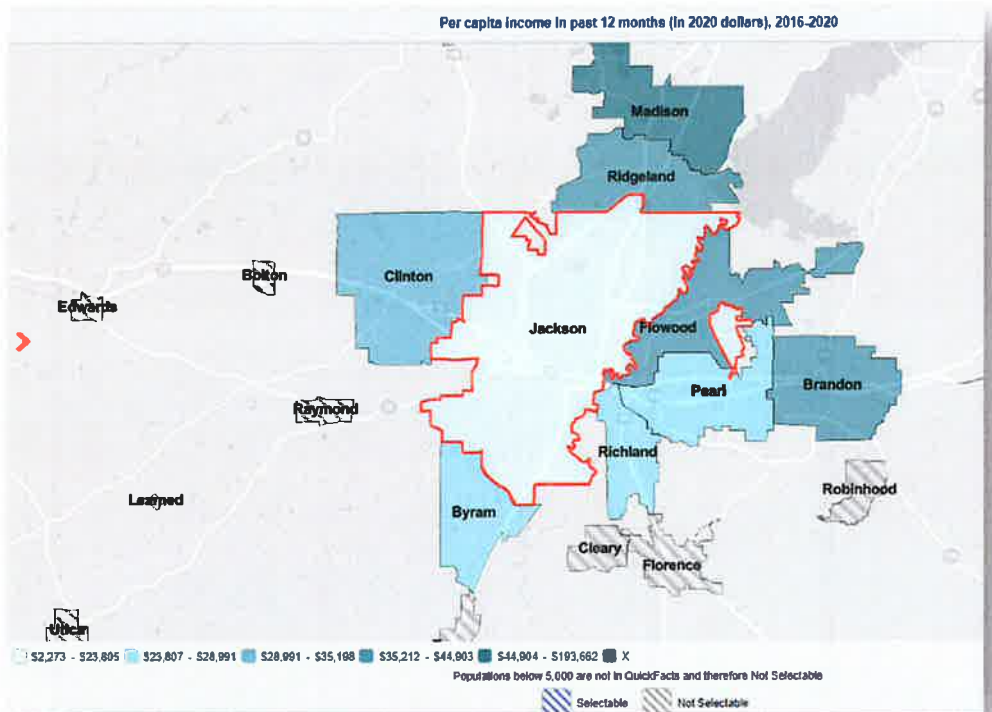 Per capita income in past 12 months (in 2020 dollars), 2016-2020
Madison
Ridgeland
Bolton
Clinton
Edwards
Jackson
Flowood
Pearl
Brandon
Raymond
Richland
Learned
Robinhood
Byram
Cleary
Florence
Utica
$2,273 - $23,805 $23,807 - $28,991 $28,991 - $35,198 $35,212 - $44,903 $44,904 - $193,662 X
Populations below 5,000 are not in QuickFacts and therefore Not Selectable
Selectable Not Selectable